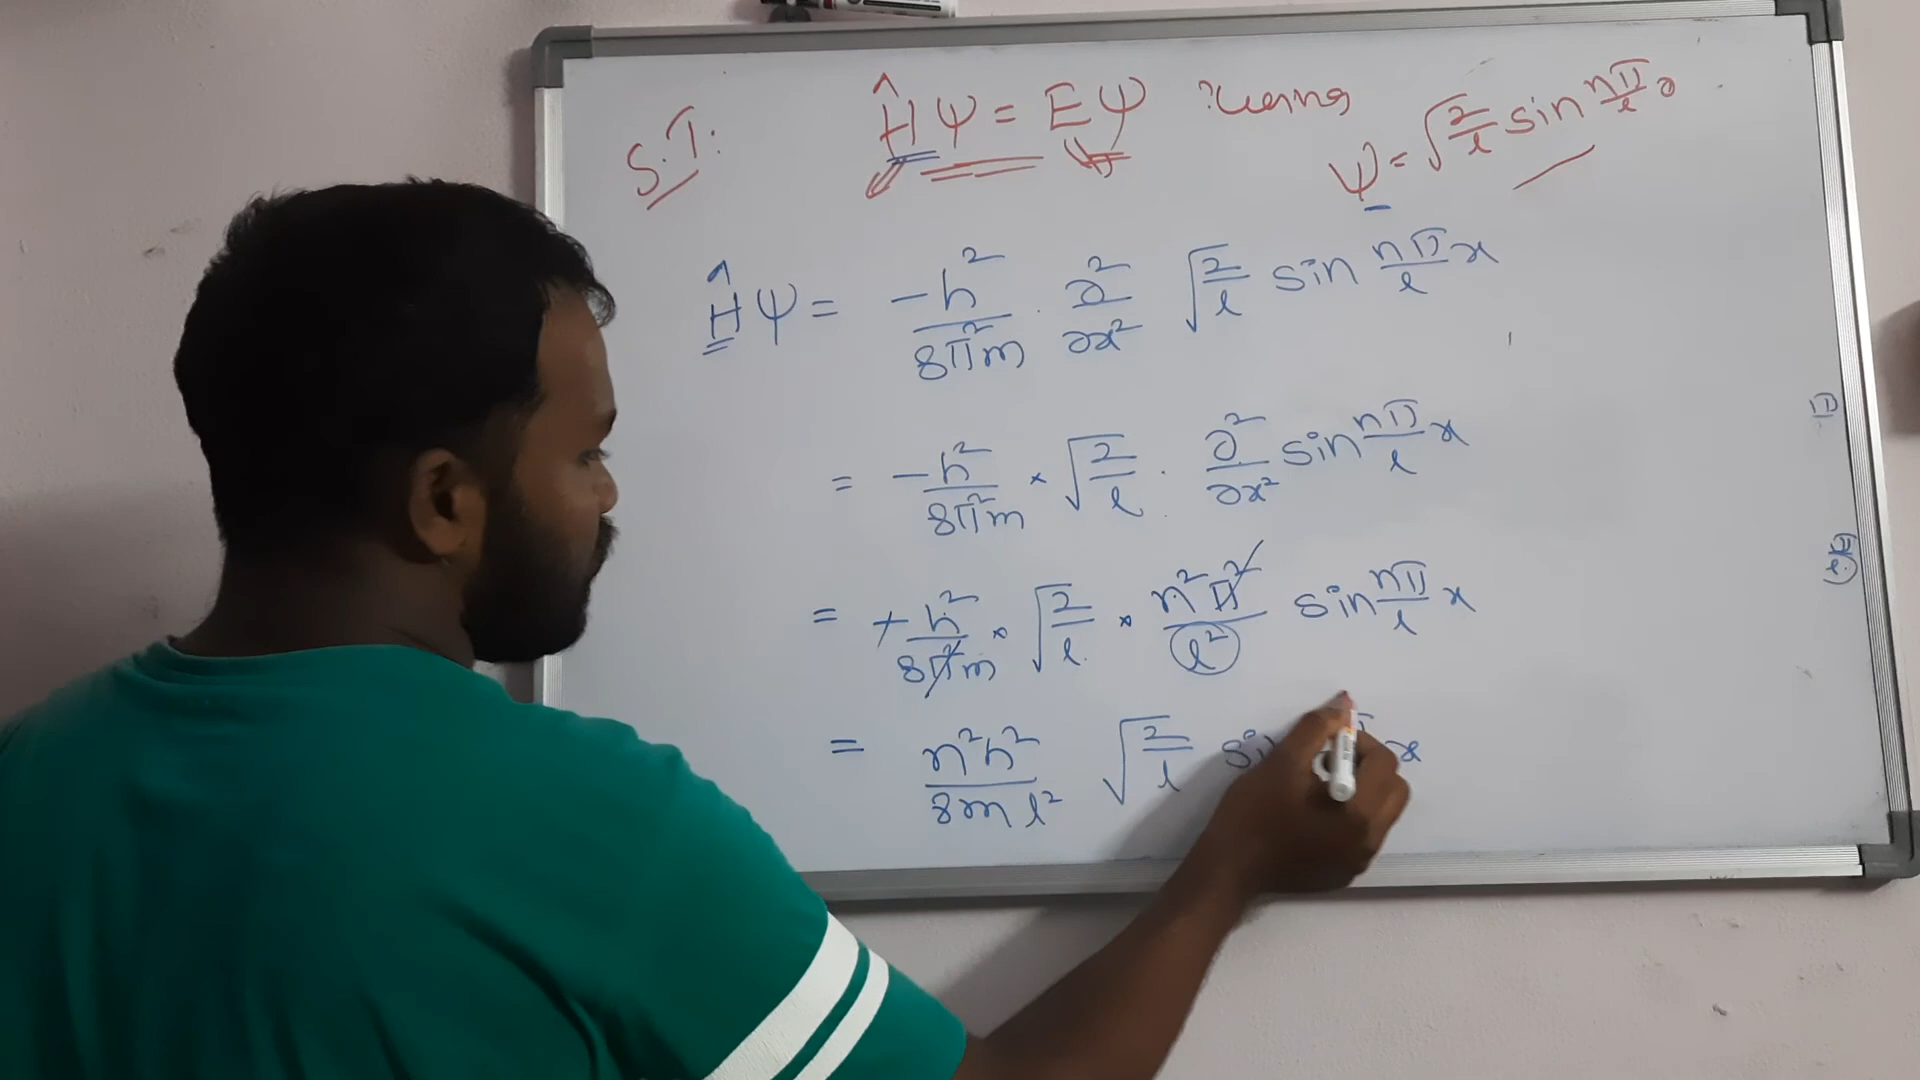 S.T: Ĥψ = Eψ using
ψ = √(2/l) sin nπ/l x
Ĥψ = -h²/8π²m · ∂²/∂x² √(2/l) sin nπ/l x
= -h²/8π²m × √(2/l) · ∂²/∂x² sin nπ/l x
= +h²/8π²m × √(2/l) × n²π²/l² sin nπ/l x
= n²h²/8ml² √(2/l) x